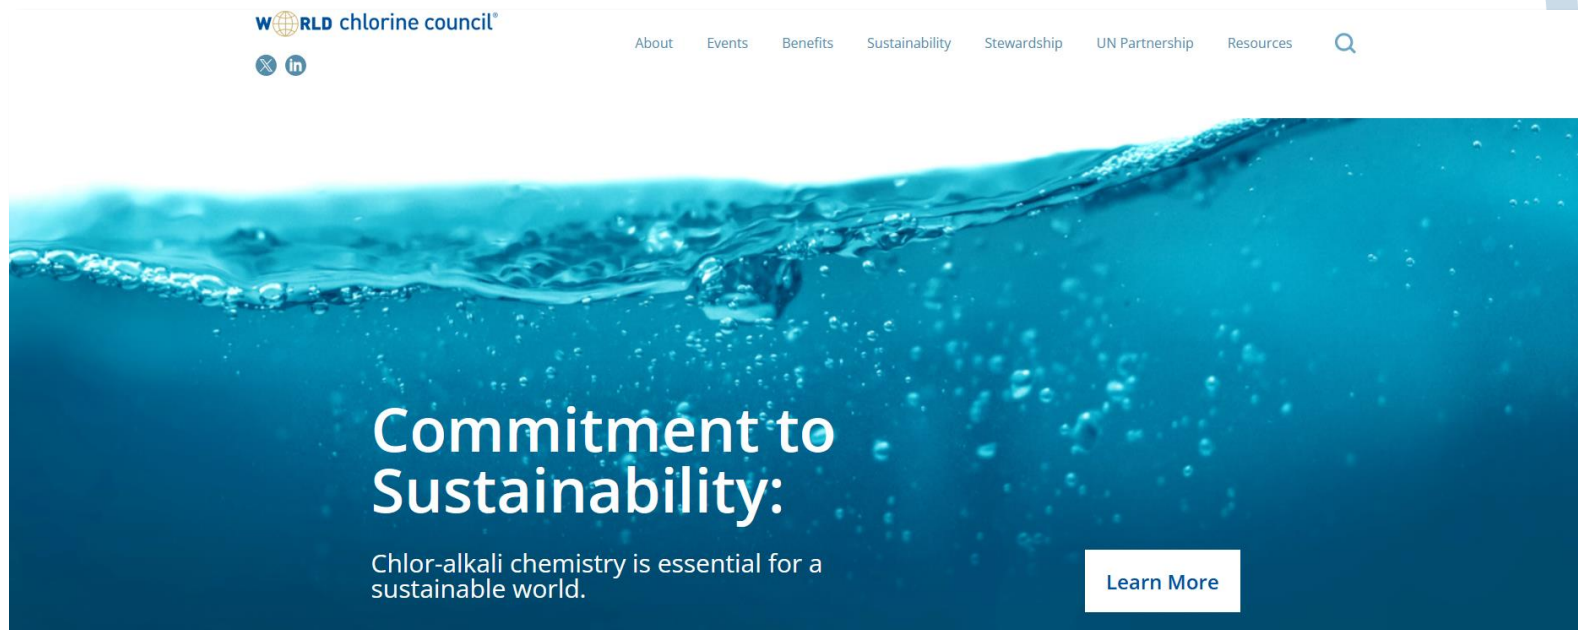 WORLD chlorine council®
About Events Benefits Sustainability Stewardship UN Partnership Resources
X in
Commitment to
Sustainability:
Chlor-alkali chemistry is essential for a
sustainable world.
Learn More